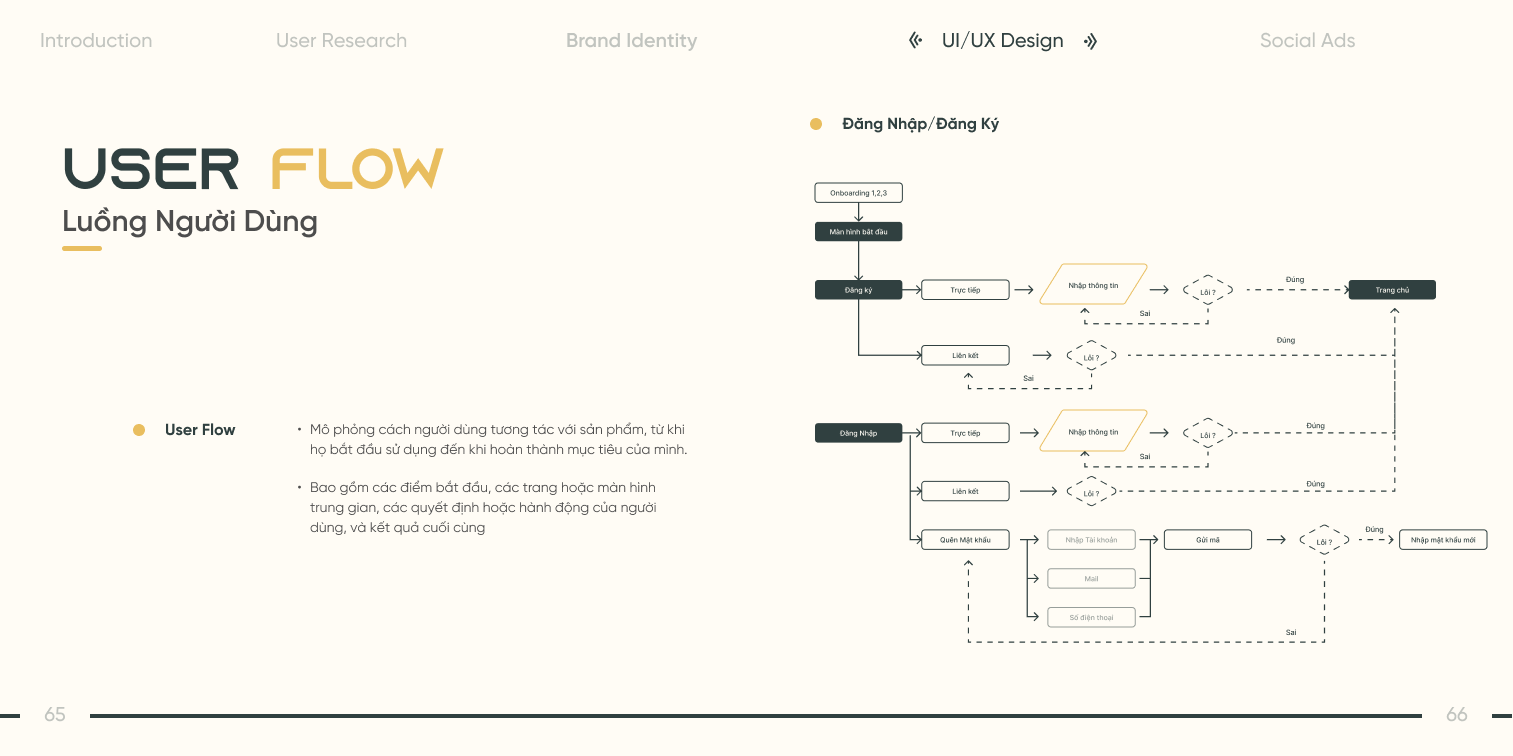 Introduction
User Research
Brand Identity
UI/UX Design
Social Ads
USER FLOW
Luồng Người Dùng
User Flow
• Mô phỏng cách người dùng tương tác với sản phẩm, từ khi
họ bắt đầu sử dụng đến khi hoàn thành mục tiêu của mình.
• Bao gồm các điểm bắt đầu, các trang hoặc màn hình
trung gian, các quyết định hoặc hành động của người
dùng, và kết quả cuối cùng
Đăng Nhập/Đăng Ký
Onboarding 1,2,3
Màn hình bắt đầu
Đăng ký
Trực tiếp
Nhập thông tin
Lỗi ?
Đúng
Trang chủ
Sai
Liên kết
Lỗi ?
Đúng
Sai
Đăng Nhập
Trực tiếp
Nhập thông tin
Lỗi ?
Đúng
Sai
Liên kết
Lỗi ?
Đúng
Quên Mật khẩu
Nhập Tài khoản
Gửi mã
Lỗi ?
Đúng
Nhập mật khẩu mới
Mail
Số điện thoại
Sai
65
66